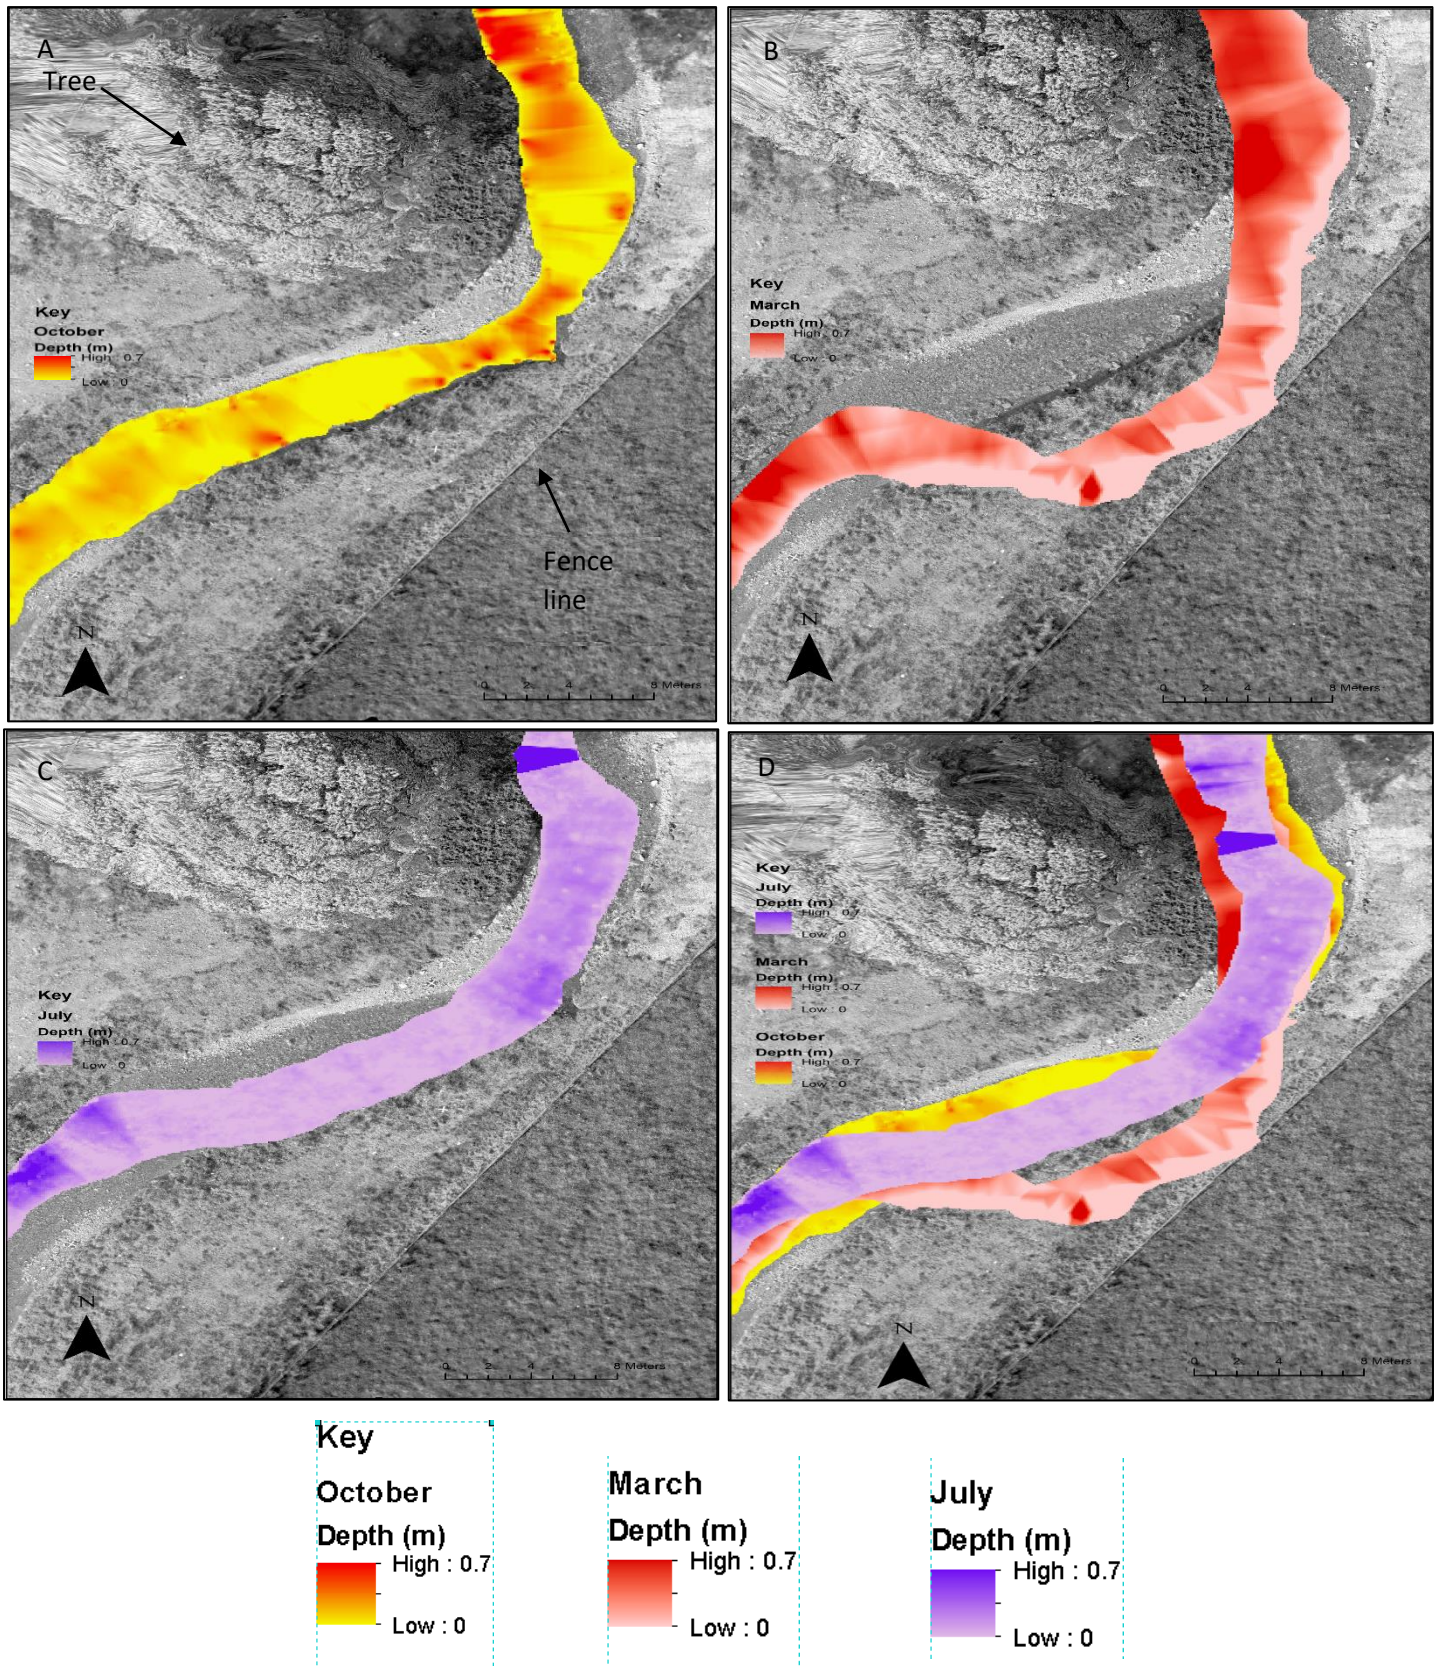 A
Tree
Key
October
Depth (m)
High : 0.7
Low : 0
Fence
line
N
0 2 4 8 Meters
B
Key
March
Depth (m)
High : 0.7
Low : 0
N
0 2 4 8 Meters
C
Key
July
Depth (m)
High : 0.7
Low : 0
N
0 2 4 8 Meters
D
Key
July
Depth (m)
High : 0.7
Low : 0
March
Depth (m)
High : 0.7
Low : 0
October
Depth (m)
High : 0.7
Low : 0
N
0 2 4 8 Meters
Key
October
Depth (m)
High : 0.7
Low : 0
March
Depth (m)
High : 0.7
Low : 0
July
Depth (m)
High : 0.7
Low : 0